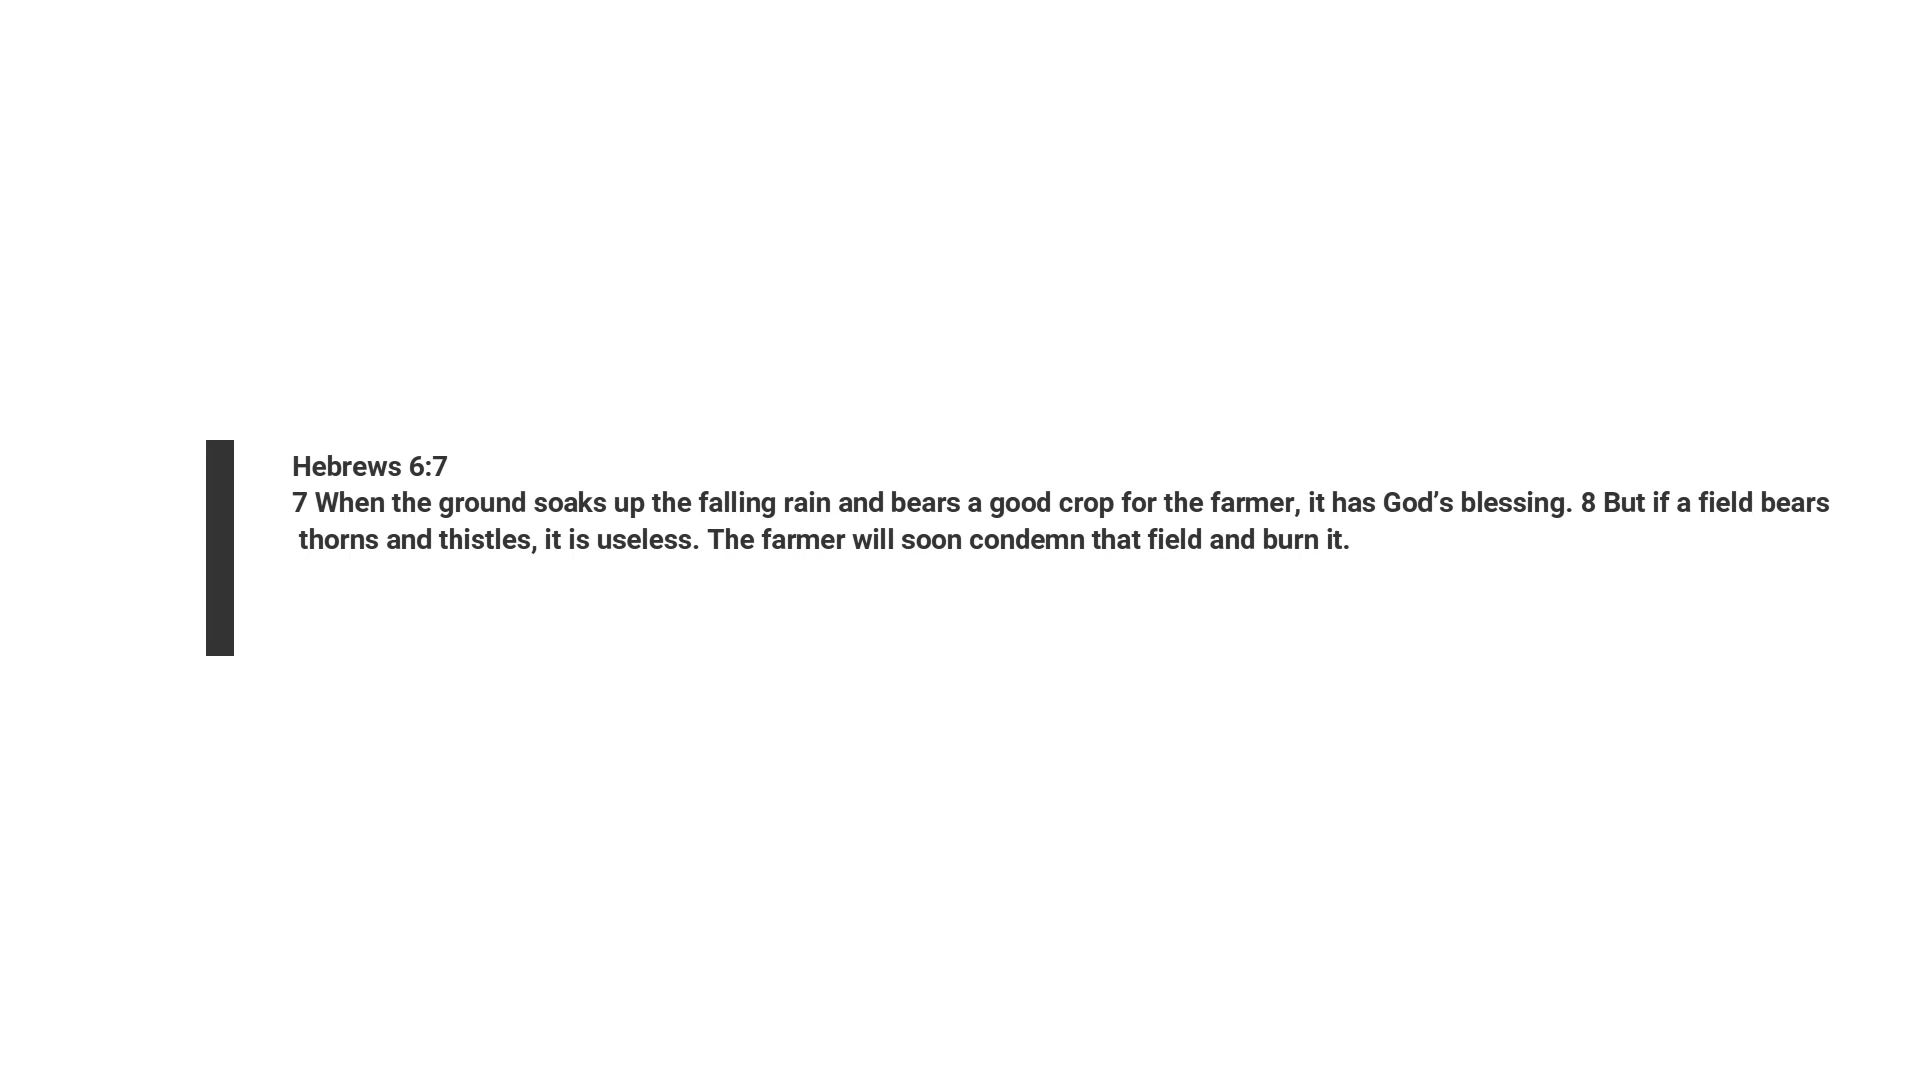 Hebrews 6:7
7 When the ground soaks up the falling rain and bears a good crop for the farmer, it has God’s blessing. 8 But if a field bears
thorns and thistles, it is useless. The farmer will soon condemn that field and burn it.